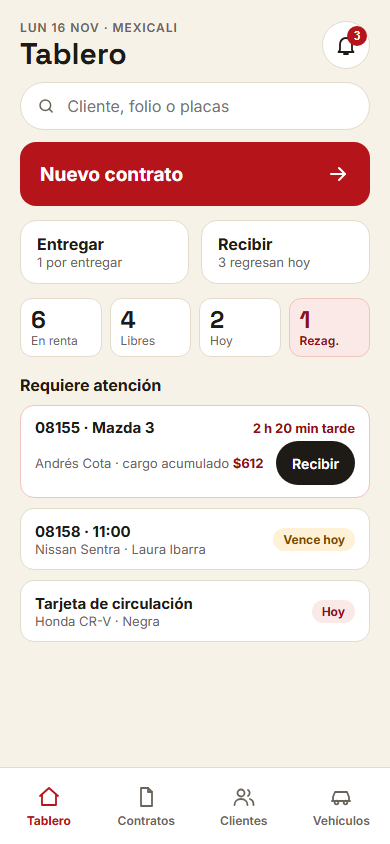 LUN 16 NOV · MEXICALI
Tablero
3
Cliente, folio o placas
Nuevo contrato
Entregar
1 por entregar
Recibir
3 regresan hoy
6
En renta
4
Libres
2
Hoy
1
Rezag.
Requiere atención
08155 · Mazda 3
2 h 20 min tarde
Andrés Cota · cargo acumulado $612
Recibir
08158 · 11:00
Nissan Sentra · Laura Ibarra
Vence hoy
Tarjeta de circulación
Honda CR-V · Negra
Hoy
Tablero
Contratos
Clientes
Vehículos